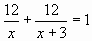 12/x + 12/(x + 3) = 1